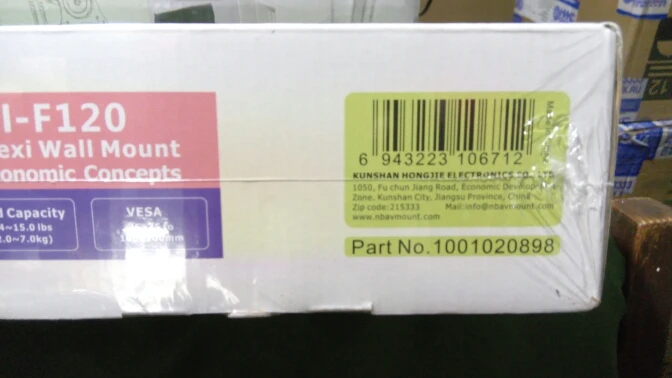 I-F120
exi Wall Mount
onomic Concepts
d Capacity
4~15.0 lbs
2.0~7.0kg)
VESA
6 943223 106712
KUNSHAN HONGJIE ELECTRONICS CO., LTD.
1050, Fu chun Jiang Road, Economic Develop
Zone, Kunshan City, Jiangsu Province, China
Zip code:215333 Mail:info@nbavmount.com
www.nbavmount.com
Part No.1001020898
12